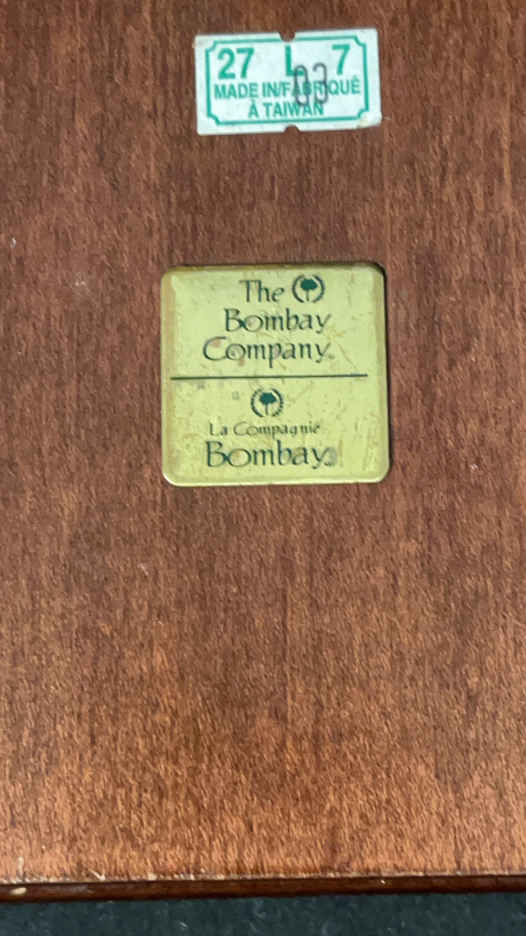 27 L 7
03
MADE IN/FABRIQUÉ
À TAIWAN
The
Bombay
Company
La Compagnie
Bombay